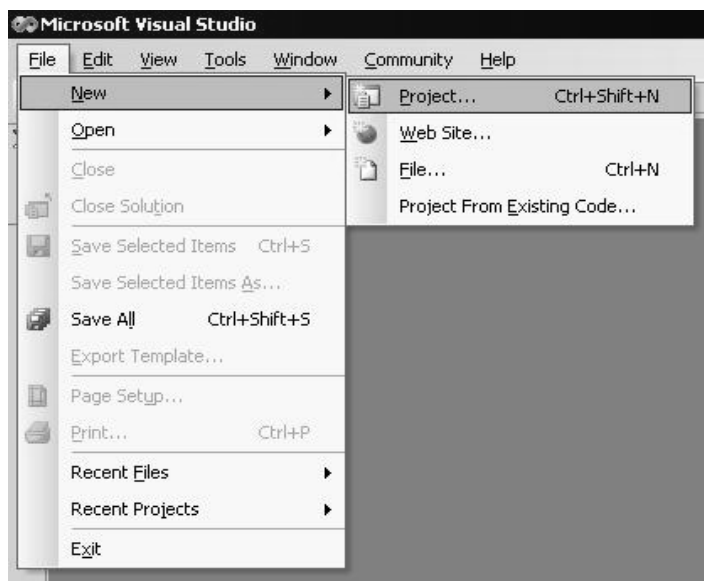 Microsoft Visual Studio
File Edit View Tools Window Community Help
New
Open
Close
Close Solution
Save Selected Items Ctrl+S
Save Selected Items As...
Save All Ctrl+Shift+S
Export Template...
Page Setup...
Print... Ctrl+P
Recent Files
Recent Projects
Exit
Project... Ctrl+Shift+N
Web Site...
File... Ctrl+N
Project From Existing Code...